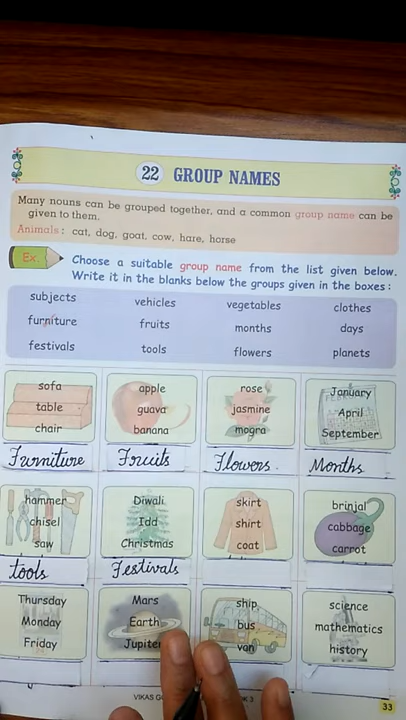 22 GROUP NAMES
Many nouns can be grouped together, and a common group name can be
given to them.
Animals : cat, dog, goat, cow, hare, horse
Ex. Choose a suitable group name from the list given below.
Write it in the blanks below the groups given in the boxes :
subjects vehicles vegetables clothes
furniture fruits months days
festivals tools flowers planets
sofa apple rose January
table guava jasmine April
chair banana mogra September
Furniture Fruits Flowers. Months
hammer Diwali skirt brinjal
chisel Idd shirt cabbage
saw Christmas coat carrot
tools Festivals
Thursday Mars ship science
Monday Earth bus mathematics
Friday Jupiter van history
VIKAS
33